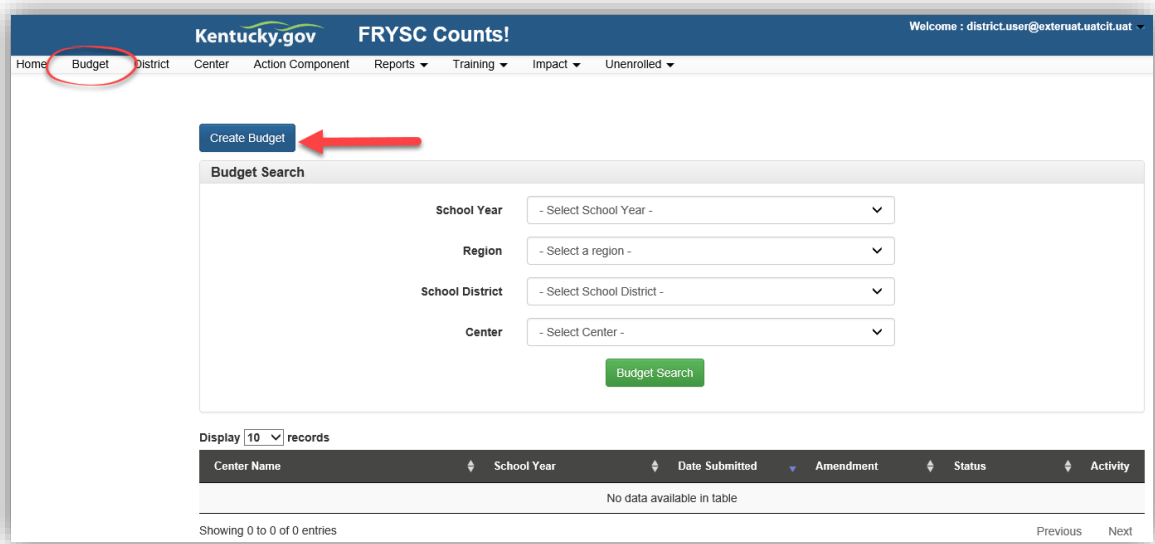 Kentucky.gov FRYSC Counts! Welcome : district.user@exteruat.uatcit.uat
Home Budget District Center Action Component Reports Training Impact Unenrolled
Create Budget
Budget Search
School Year - Select School Year -
Region - Select a region -
School District - Select School District -
Center - Select Center -
Budget Search
Display 10 records
Center Name School Year Date Submitted Amendment Status Activity
No data available in table
Showing 0 to 0 of 0 entries Previous Next